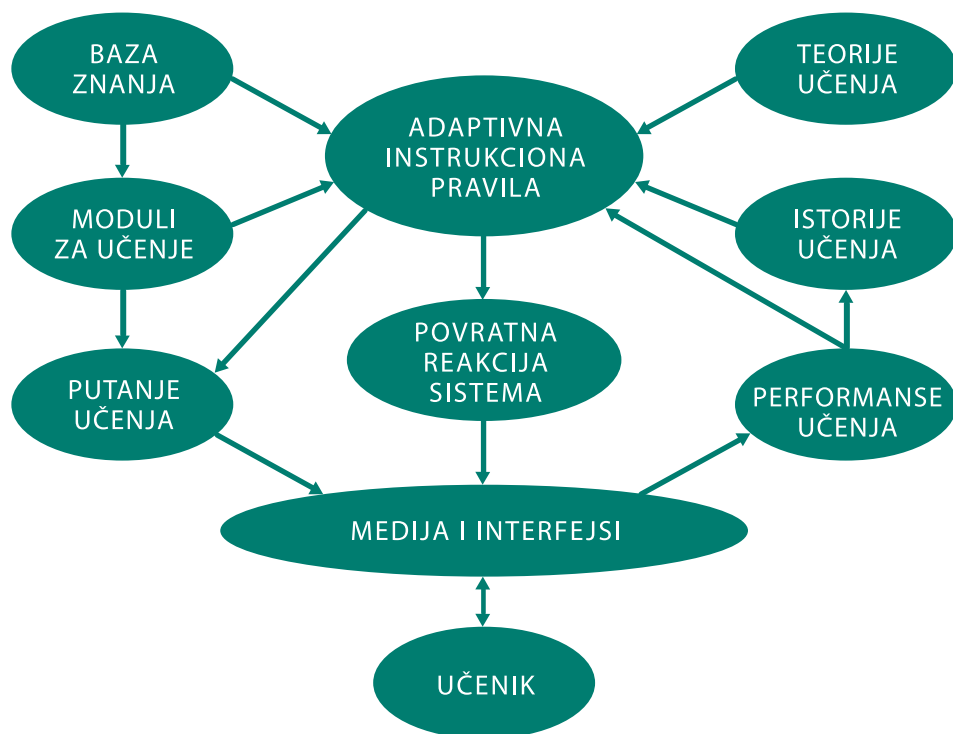 BAZA
ZNANJA
TEORIJE
UČENJA
ADAPTIVNA
INSTRUKCIONA
PRAVILA
MODULI
ZA UČENJE
ISTORIJE
UČENJA
POVRATNA
REAKCIJA
SISTEMA
PUTANJE
UČENJA
PERFORMANSE
UČENJA
MEDIJA I INTERFEJSI
UČENIK